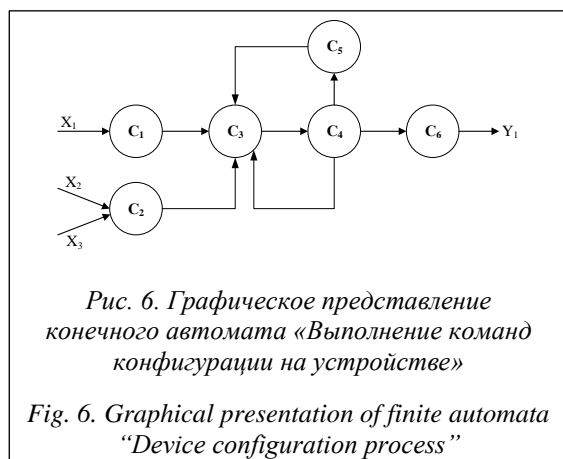 C5
X1
C1
C3
C4
C6
Y1
X2
C2
X3
Рис. 6. Графическое представление
конечного автомата «Выполнение команд
конфигурации на устройстве»
Fig. 6. Graphical presentation of finite automata
“Device configuration process”